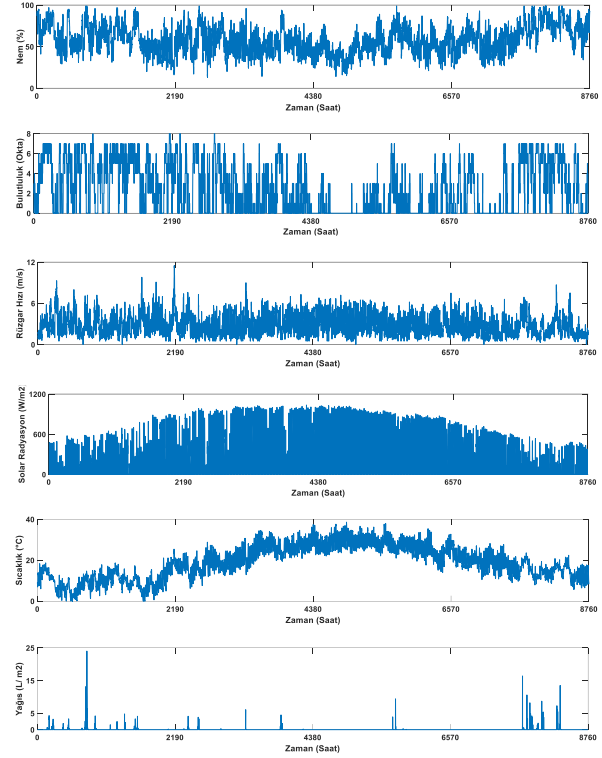 Nem (%)
100
50
0
0 2190 4380 6570 8760
Zaman (Saat)
Bulutluluk (Okta)
8
6
4
2
0
0 2190 4380 6570 8760
Zaman (Saat)
Rüzgar Hızı (m/s)
12
6
0
0 2190 4380 6570 8760
Zaman (Saat)
Solar Radyasyon (W/m2)
1200
600
0
0 2190 4380 6570 8760
Zaman (Saat)
Sıcaklık (°C)
40
20
0
0 2190 4380 6570 8760
Zaman (Saat)
Yağıs (L/ m2)
25
15
5
0
0 2190 4380 6570 8760
Zaman (Saat)